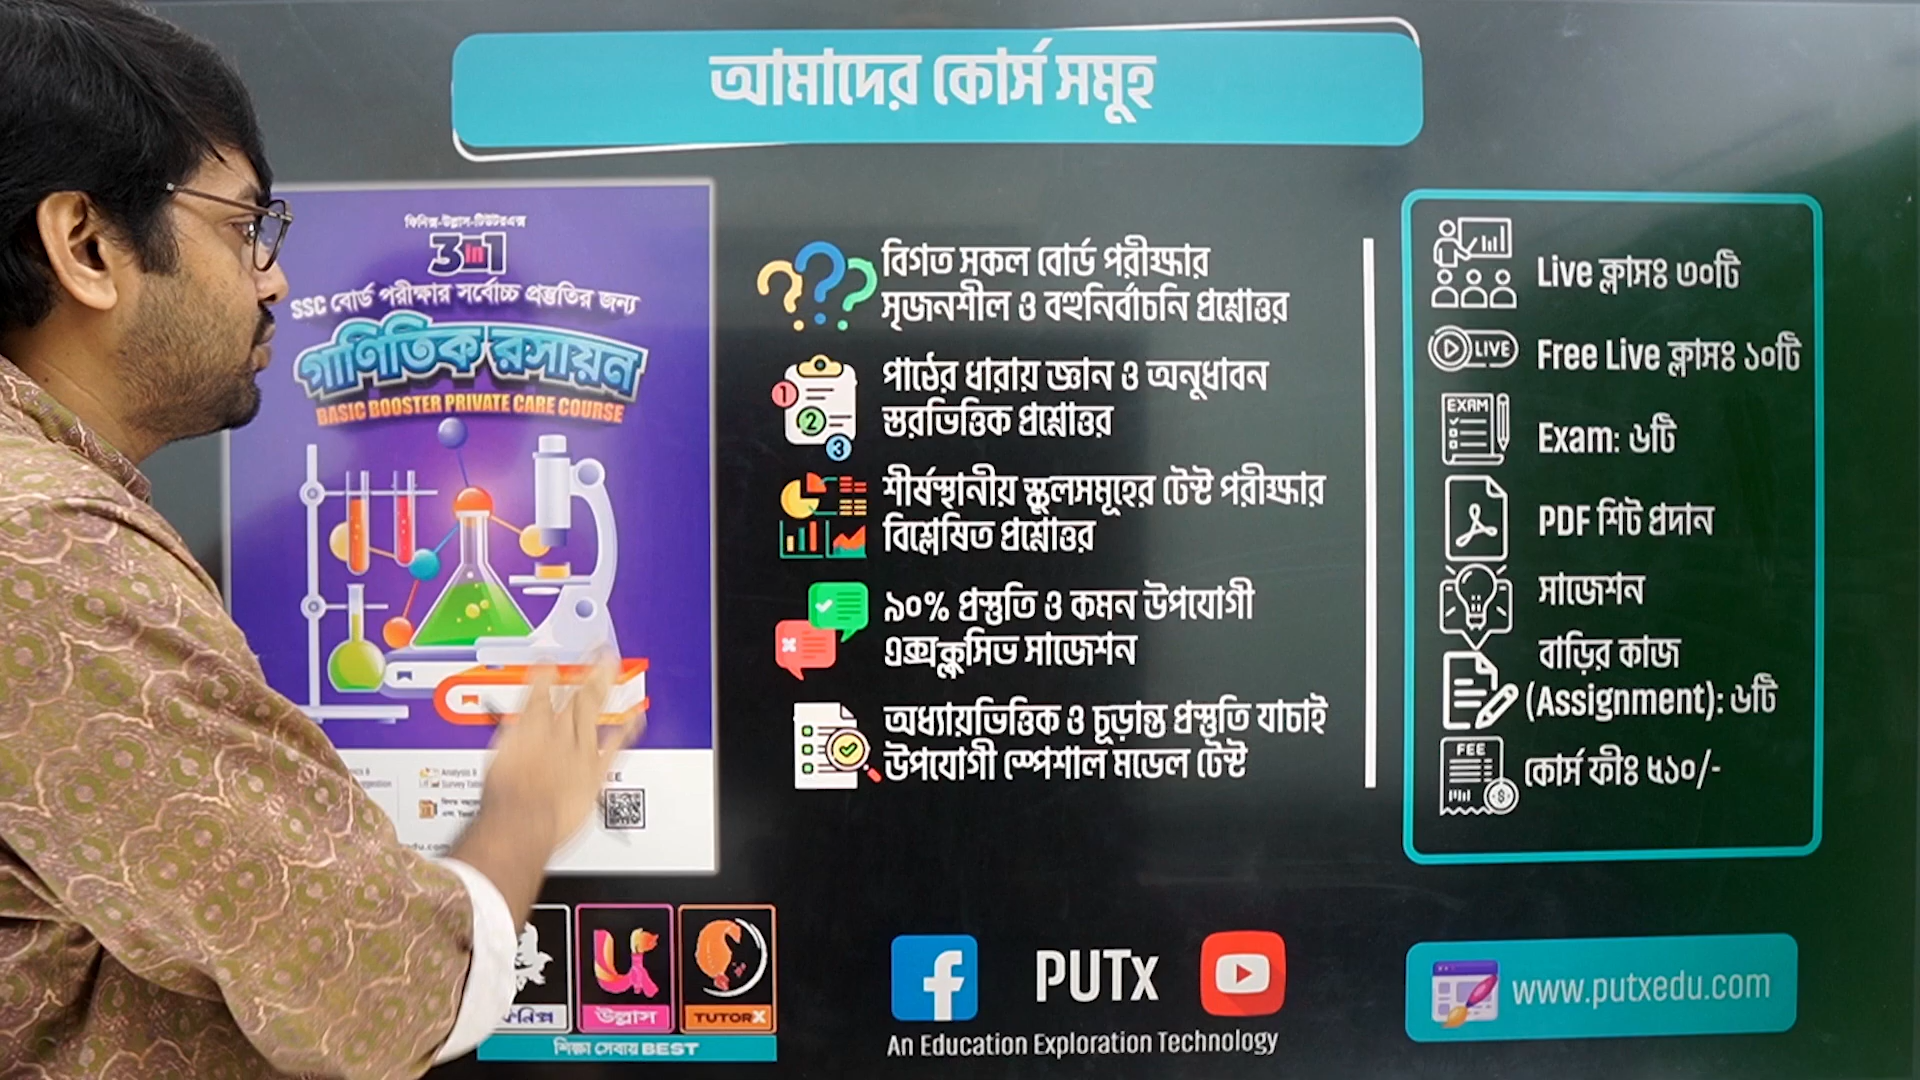 আমাদের কোর্স সমূহ
ফিনিক্স-উল্লাস-টিউটরএক্স
3in1
SSC বোর্ড পরীক্ষার সর্বোচ্চ প্রস্তুতির জন্য
গাণিতিক রসায়ন
BASIC BOOSTER PRIVATE CARE COURSE
Analysis &
বিগত সকল বোর্ড পরীক্ষার
সৃজনশীল ও বহুনির্বাচনি প্রশ্নোত্তর
পাঠের ধারায় জ্ঞান ও অনুধাবন
স্তরভিত্তিক প্রশ্নোত্তর
শীর্ষস্থানীয় স্কুলসমূহের টেস্ট পরীক্ষার
বিশ্লেষিত প্রশ্নোত্তর
৯০% প্রস্তুতি ও কমন উপযোগী
এক্সক্লুসিভ সাজেশন
অধ্যায়ভিত্তিক ও চূড়ান্ত প্রস্তুতি যাচাই
উপযোগী স্পেশাল মডেল টেস্ট
Live ক্লাসঃ ৩০টি
LIVE
Free Live ক্লাসঃ ১০টি
EXAM
Exam: ৬টি
PDF শিট প্রদান
সাজেশন
বাড়ির কাজ
(Assignment): ৬টি
FEE
কোর্স ফীঃ ৫১০/-
উল্লাস
TUTORX
শিক্ষা সেবায় BEST
PUTx
An Education Exploration Technology
www.putxedu.com